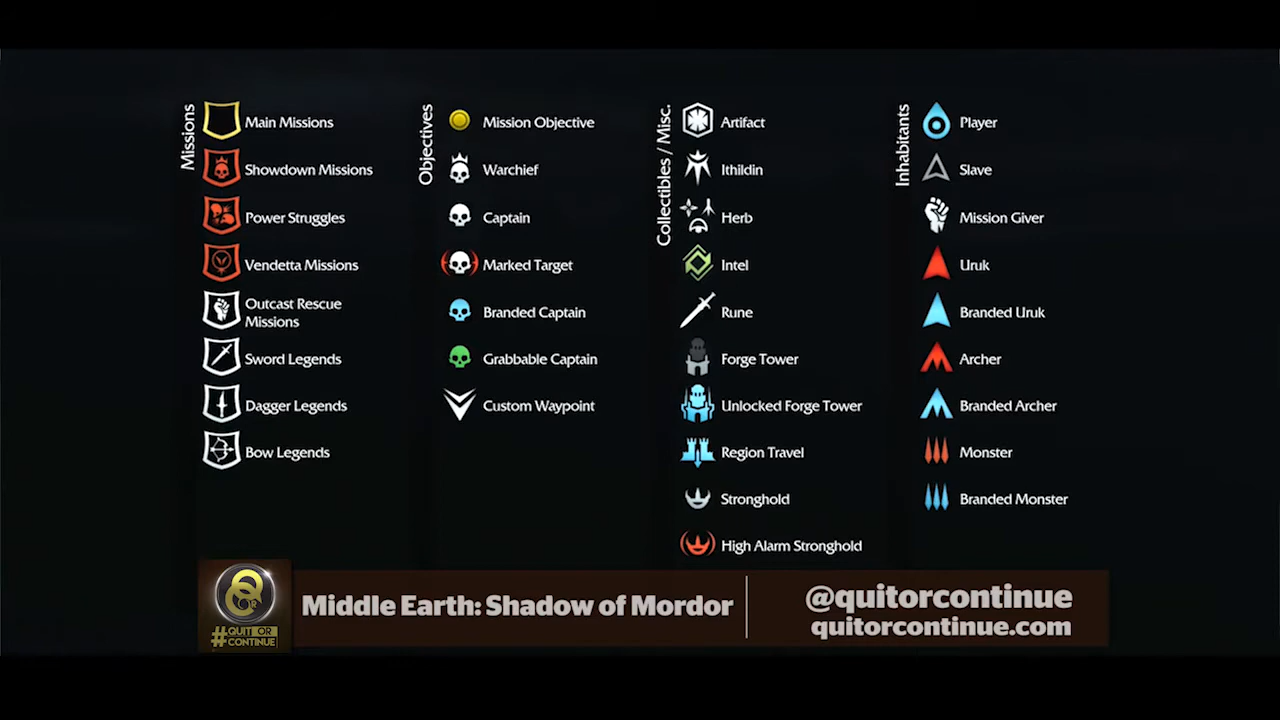 Missions
Main Missions
Showdown Missions
Power Struggles
Vendetta Missions
Outcast Rescue
Missions
Sword Legends
Dagger Legends
Bow Legends
Objectives
Mission Objective
Warchief
Captain
Marked Target
Branded Captain
Grabbable Captain
Custom Waypoint
Collectibles / Misc.
Artifact
Ithildin
Herb
Intel
Rune
Forge Tower
Unlocked Forge Tower
Region Travel
Stronghold
High Alarm Stronghold
Inhabitants
Player
Slave
Mission Giver
Uruk
Branded Uruk
Archer
Branded Archer
Monster
Branded Monster
OR
#QUIT OR
CONTINUE
Middle Earth: Shadow of Mordor
@quitorcontinue
quitorcontinue.com